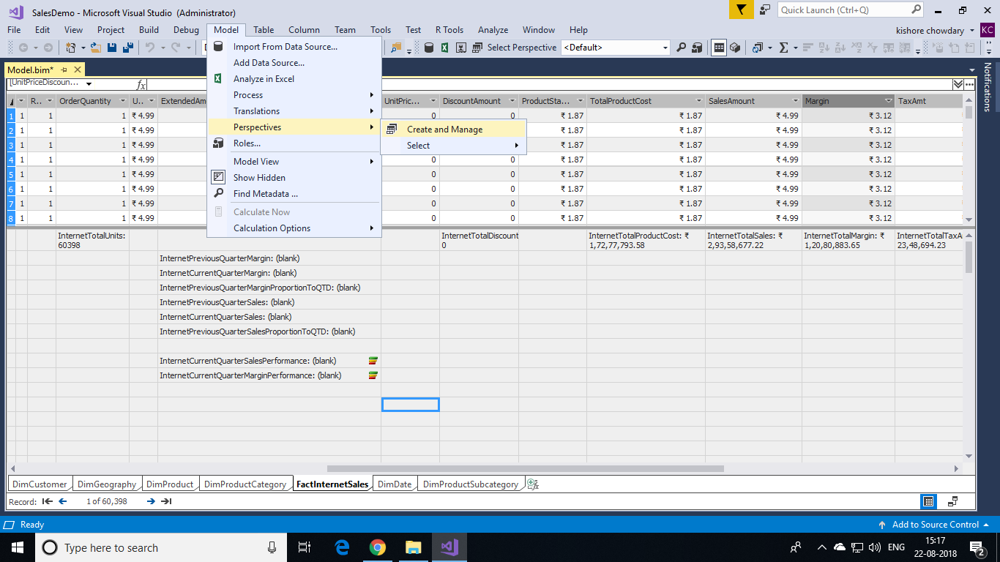 SalesDemo - Microsoft Visual Studio (Administrator)
Quick Launch (Ctrl+Q)
File Edit View Project Build Debug Model Table Column Team Tools Test R Tools Analyze Window Help
kishore chowdary KC
Select Perspective <Default>
Model.bim*
[UnitPriceDiscoun... fx
Import From Data Source...
Add Data Source...
Analyze in Excel
Process
Translations
Perspectives
Roles...
Model View
Show Hidden
Find Metadata ...
Calculate Now
Calculation Options
Create and Manage
Select
Notifications
R... OrderQuantity U... ExtendedAm UnitPric... DiscountAmount ProductSta... TotalProductCost SalesAmount Margin TaxAmt
1 1 1 1 ₹ 4.99 0 0 ₹ 1.87 ₹ 1.87 ₹ 4.99 ₹ 3.12
2 1 1 1 ₹ 4.99 ₹ 1.87 ₹ 1.87 ₹ 4.99 ₹ 3.12
3 1 1 1 ₹ 4.99 ₹ 1.87 ₹ 1.87 ₹ 4.99 ₹ 3.12
4 1 1 1 ₹ 4.99 0 0 ₹ 1.87 ₹ 1.87 ₹ 4.99 ₹ 3.12
5 1 1 1 ₹ 4.99 0 0 ₹ 1.87 ₹ 1.87 ₹ 4.99 ₹ 3.12
6 1 1 1 ₹ 4.99 0 0 ₹ 1.87 ₹ 1.87 ₹ 4.99 ₹ 3.12
7 1 1 1 ₹ 4.99 0 0 ₹ 1.87 ₹ 1.87 ₹ 4.99 ₹ 3.12
8 1 1 1 ₹ 4.99 0 0 ₹ 1.87 ₹ 1.87 ₹ 4.99 ₹ 3.12
InternetTotalUnits: InternetTotalDiscount InternetTotalProductCost: ₹ InternetTotalSales: ₹ InternetTotalMargin: ₹ InternetTotalTaxA
60398 0 1,72,77,793.58 2,93,58,677.22 1,20,80,883.65 23,48,694.23
InternetPreviousQuarterMargin: (blank)
InternetCurrentQuarterMargin: (blank)
InternetPreviousQuarterMarginProportionToQTD: (blank)
InternetPreviousQuarterSales: (blank)
InternetCurrentQuarterSales: (blank)
InternetPreviousQuarterSalesProportionToQTD: (blank)
InternetCurrentQuarterSalesPerformance: (blank)
InternetCurrentQuarterMarginPerformance: (blank)
DimCustomer DimGeography DimProduct DimProductCategory FactInternetSales DimDate DimProductSubcategory
Record: 1 of 60,398
Ready Add to Source Control
Type here to search
ENG
15:17
22-08-2018
2